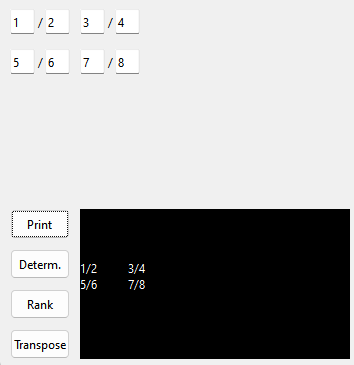 1 / 2 3 / 4
5 / 6 7 / 8
Print
Determ.
1/2 3/4
5/6 7/8
Rank
Transpose